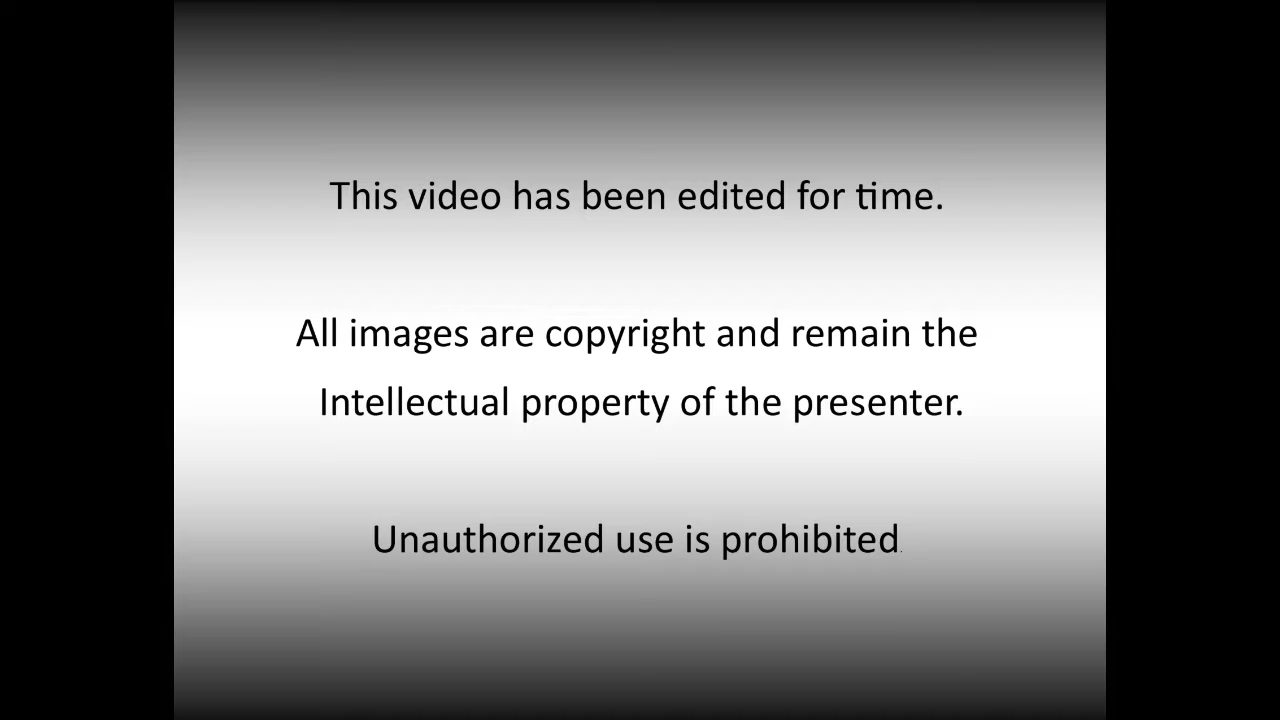 This video has been edited for time.
All images are copyright and remain the
Intellectual property of the presenter.
Unauthorized use is prohibited.